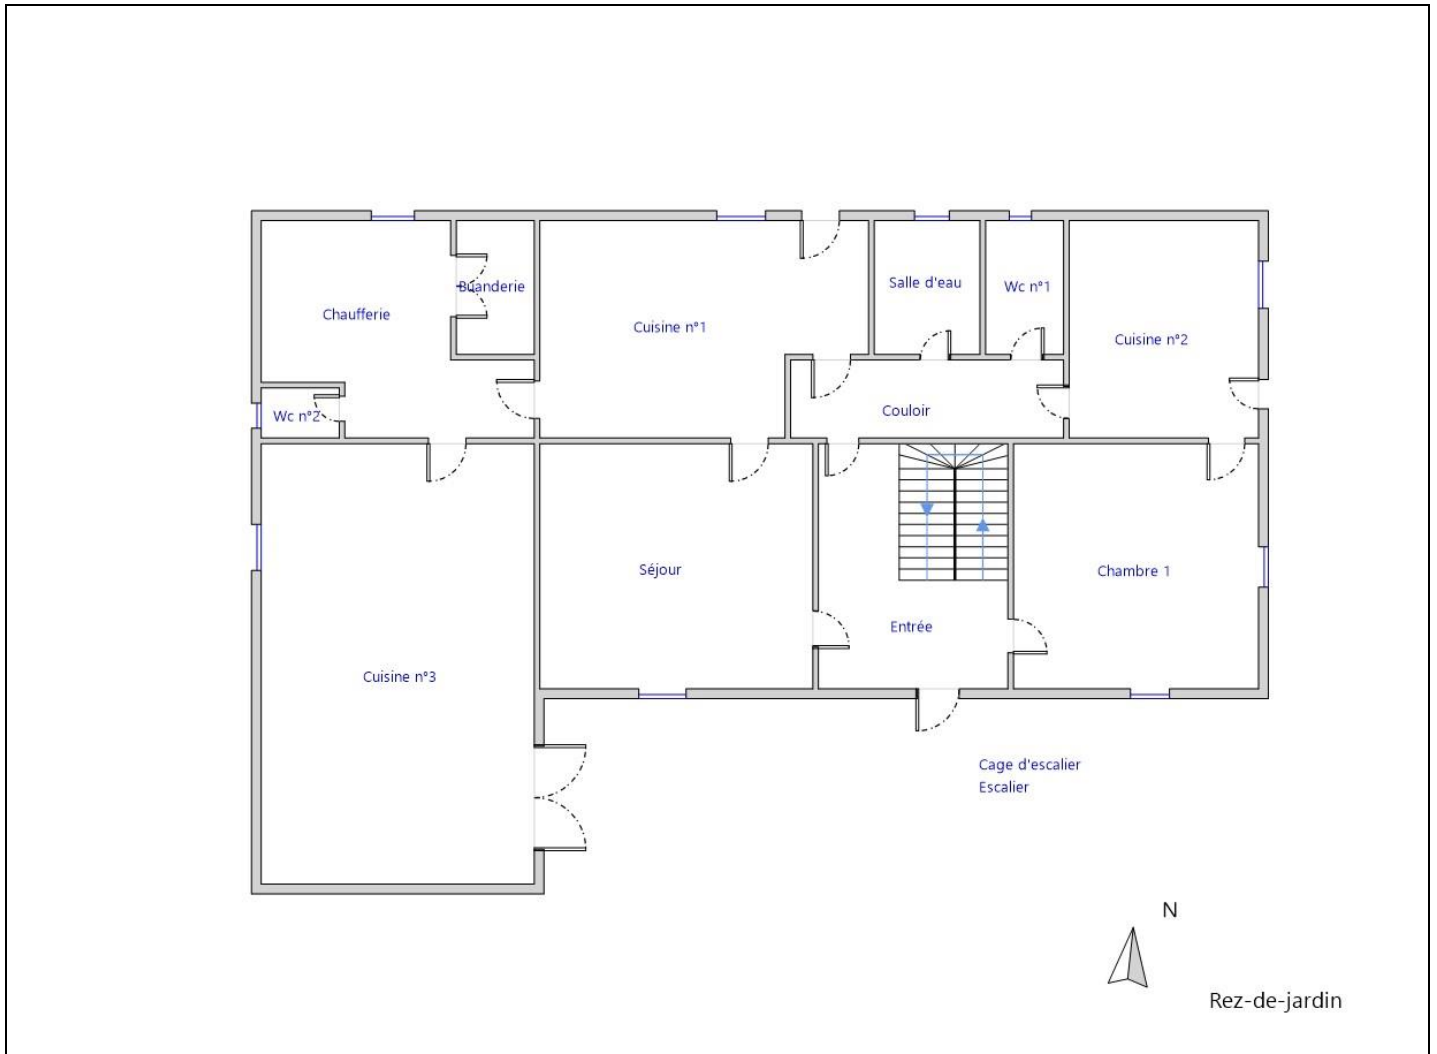 Buanderie
Salle d'eau
Wc n°1
Chaufferie
Cuisine n°1
Cuisine n°2
Wc n°2
Couloir
Séjour
Chambre 1
Entrée
Cuisine n°3
Cage d'escalier
Escalier
N
Rez-de-jardin